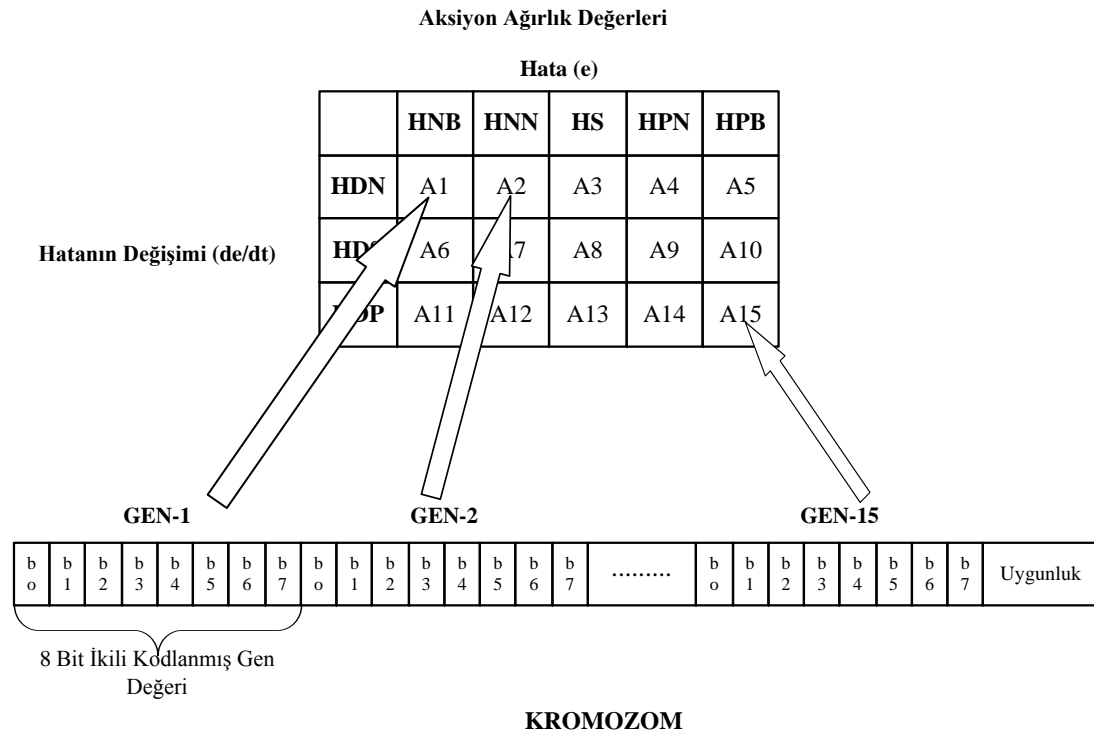 Aksiyon Ağırlık Değerleri
Hata (e)
HNB HNN HS HPN HPB
HDN A1 A2 A3 A4 A5
Hatanın Değişimi (de/dt)
A6 A7 A8 A9 A10
A11 A12 A13 A14 A15
GEN-1 GEN-2 GEN-15
b b b b b b b b b b b b b b b b b b b b b b b b
o 1 2 3 4 5 6 7 o 1 2 3 4 5 6 7 ......... o 1 2 3 4 5 6 7 Uygunluk
8 Bit İkili Kodlanmış Gen
Değeri
KROMOZOM